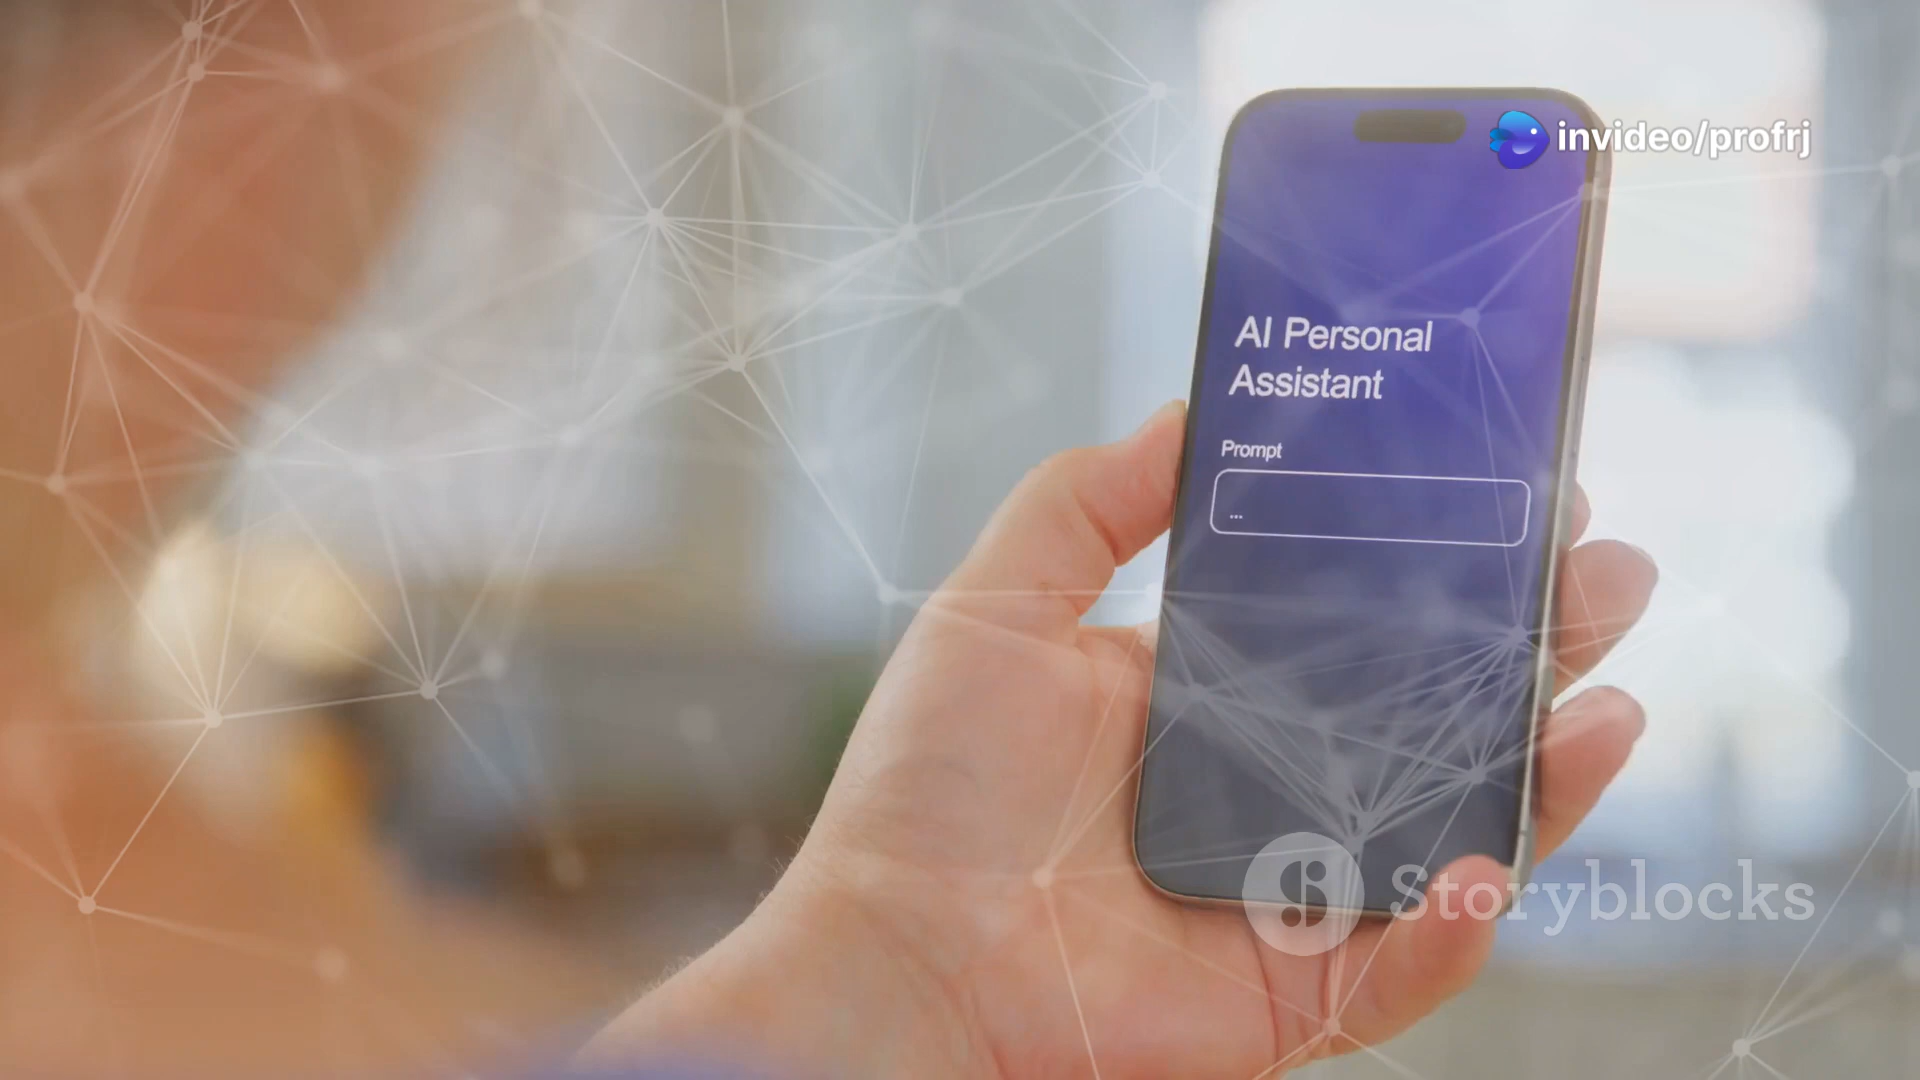 invideo/profrj
AI Personal
Assistant
Prompt
...
Storyblocks